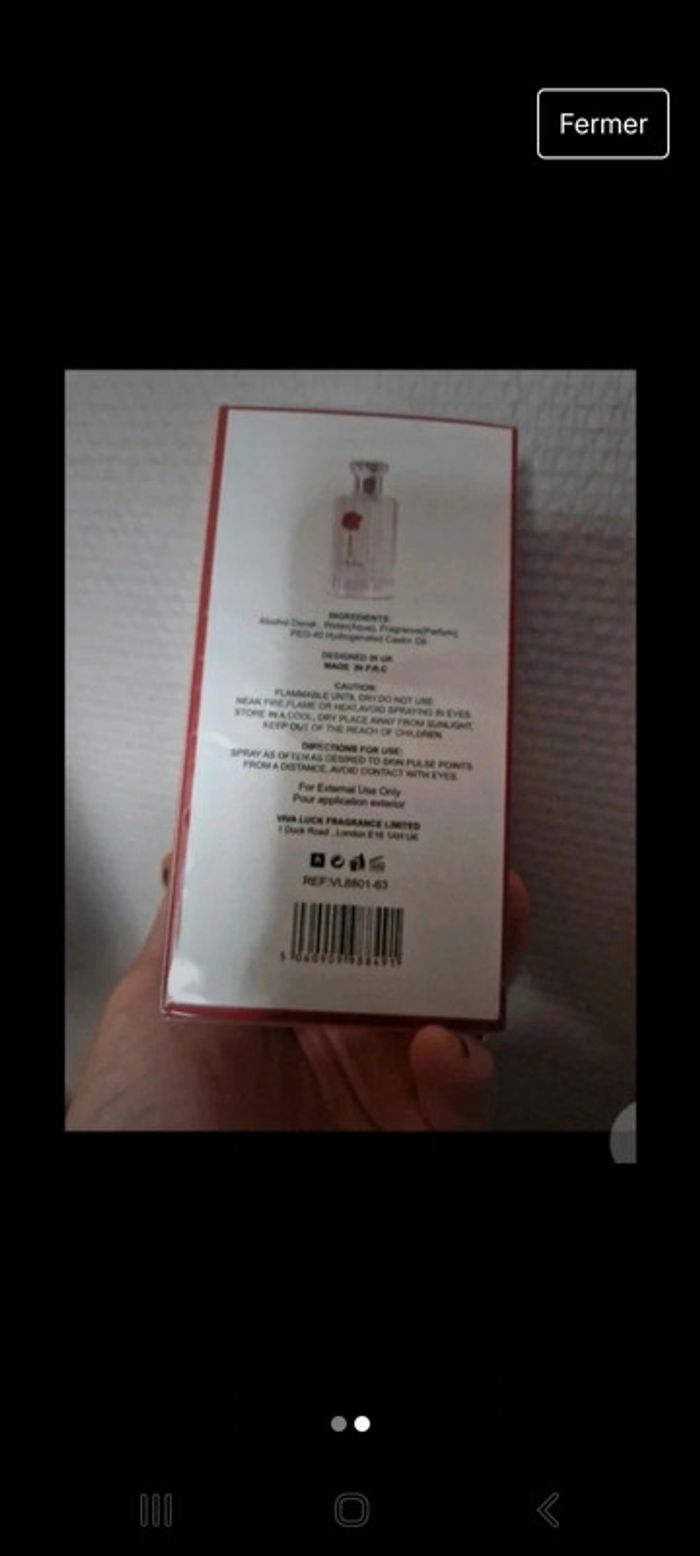 Fermer
INGREDIENTS:
Alcohol Denat., Water(Aqua), Fragrance(Parfum),
PEG-40 Hydrogenated Castor Oil.
DESIGNED IN UK
MADE IN P.R.C
CAUTION:
FLAMMABLE UNTIL DRY.DO NOT USE
NEAR FIRE,FLAME OR HEAT,AVOID SPRAYING IN EYES.
STORE IN A COOL, DRY PLACE AWAY FROM SUNLIGHT,
KEEP OUT OF THE REACH OF CHILDREN.
DIRECTIONS FOR USE:
SPRAY AS OFTEN AS DESIRED TO SKIN PULSE POINTS
FROM A DISTANCE, AVOID CONTACT WITH EYES.
For External Use Only
Pour application exterior
VIVA LUCK FRAGRANCE LIMITED
1 Duck Road , London E16 1AH UK
REF:VL8801-63